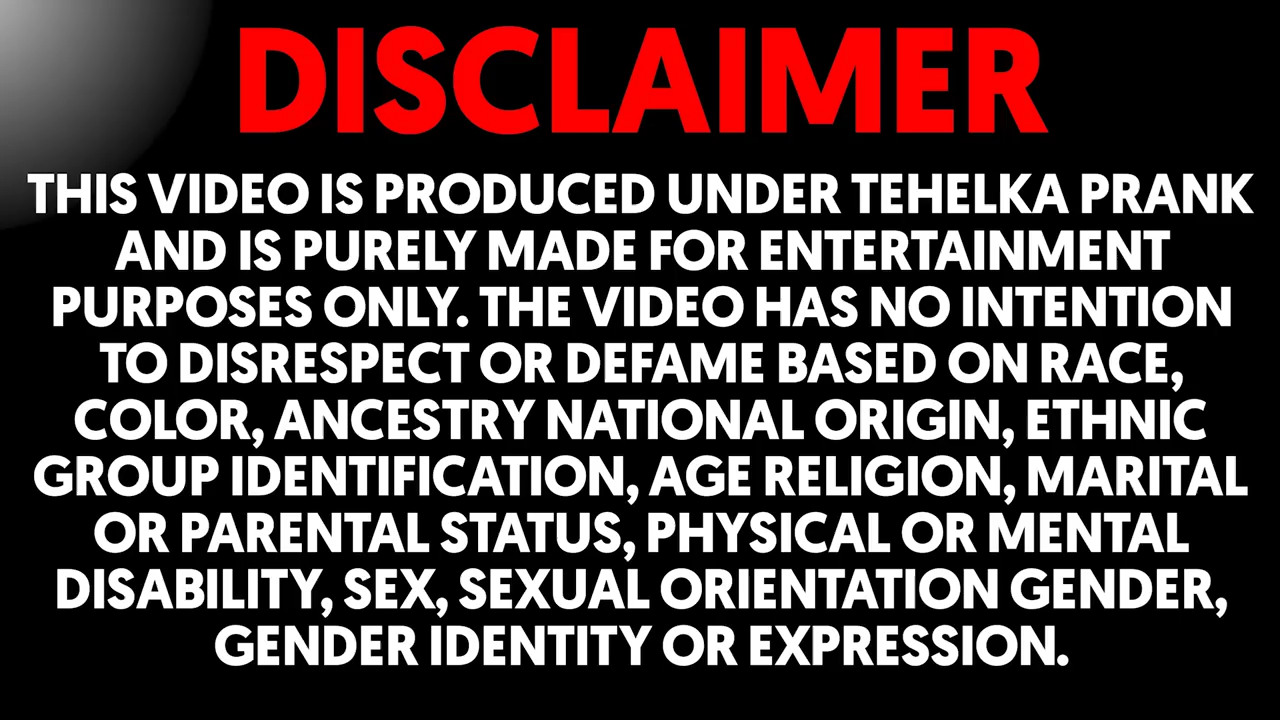 DISCLAIMER
THIS VIDEO IS PRODUCED UNDER TEHELKA PRANK
AND IS PURELY MADE FOR ENTERTAINMENT
PURPOSES ONLY. THE VIDEO HAS NO INTENTION
TO DISRESPECT OR DEFAME BASED ON RACE,
COLOR, ANCESTRY NATIONAL ORIGIN, ETHNIC
GROUP IDENTIFICATION, AGE RELIGION, MARITAL
OR PARENTAL STATUS, PHYSICAL OR MENTAL
DISABILITY, SEX, SEXUAL ORIENTATION GENDER,
GENDER IDENTITY OR EXPRESSION.